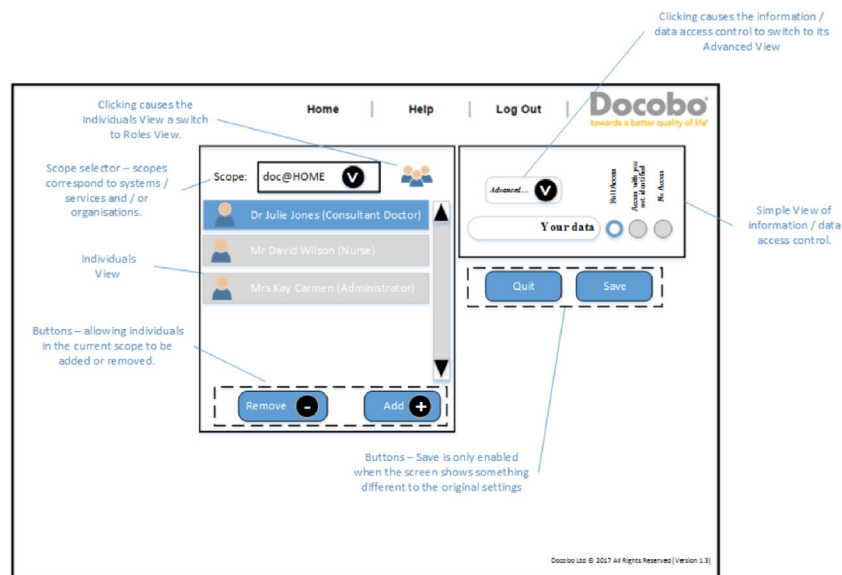 Clicking causes the information /
data access control to switch to its
Advanced View
Home | Help | Log Out |
Docobo
towards a better quality of life
Clicking causes the
Individuals View a switch
to Roles View.
Scope selector – scopes
correspond to systems /
services and / or
organisations.
Individuals
View
Buttons – allowing individuals
in the current scope to be
added or removed.
Scope: doc@HOME V
Dr Julie Jones (Consultant Doctor)
Mr David Wilson (Nurse)
Mrs Kay Carmen (Administrator)
Remove -
Add +
Advanced... V
Full Access
Access with you
not identified
No Access
Your data
Simple View of
information / data
access control.
Quit
Save
Buttons – Save is only enabled
when the screen shows something
different to the original settings
Docobo Ltd © 2017 All Rights Reserved (Version 1.3)